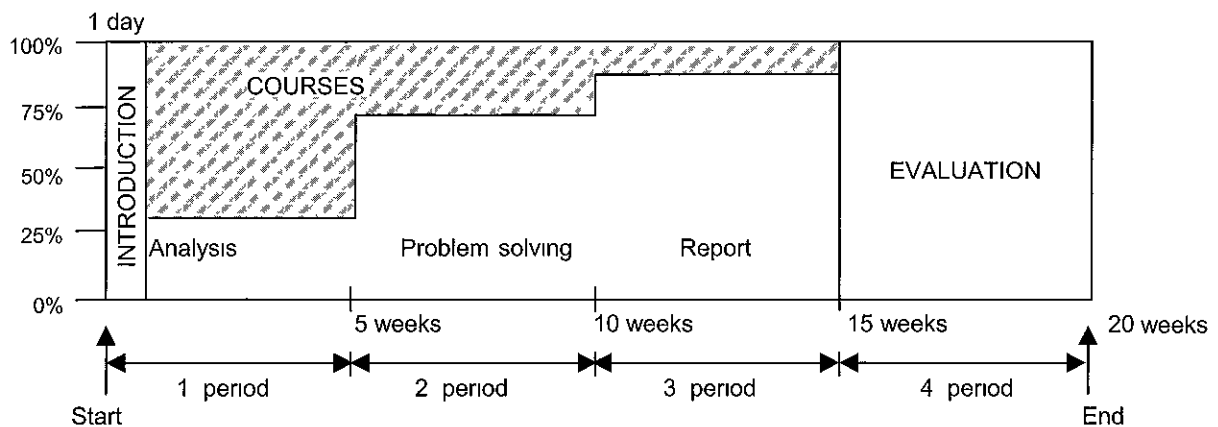 1 day
100%
COURSES
75%
50%
25%
0%
INTRODUCTION
EVALUATION
Analysis
Problem solving
Report
5 weeks
10 weeks
15 weeks
20 weeks
1 period
2 period
3 period
4 period
Start
End